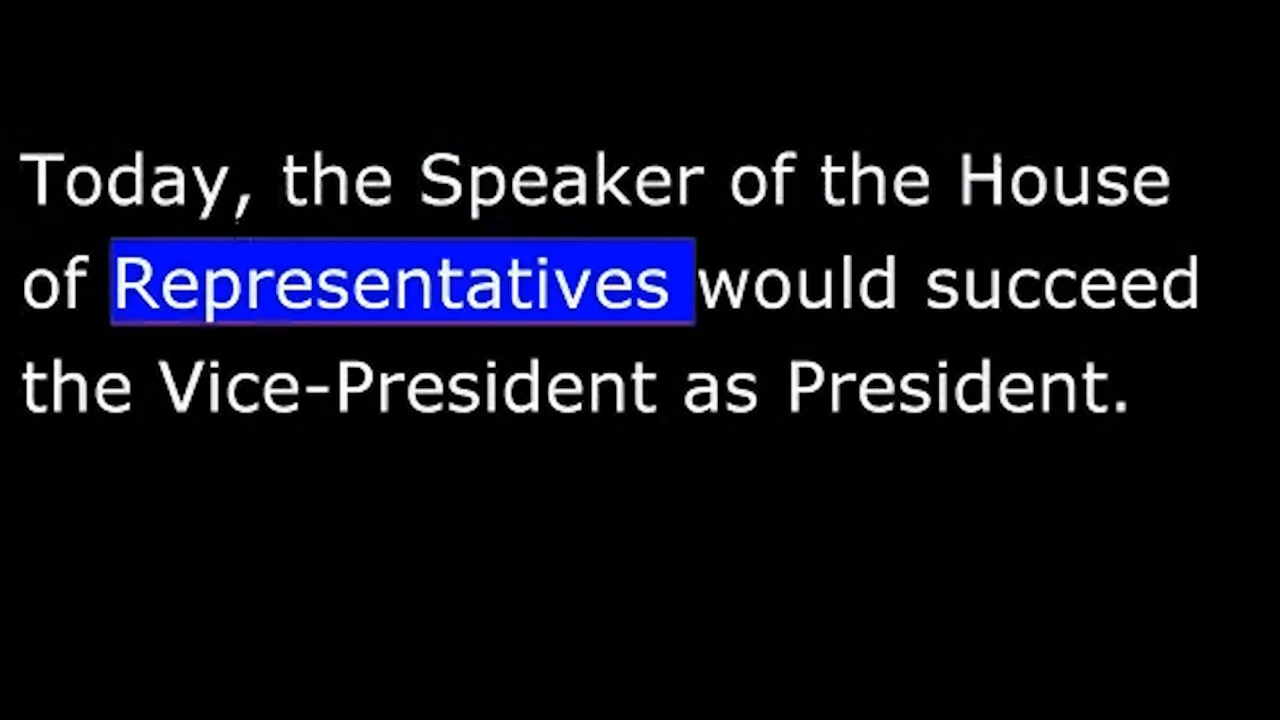 Today, the Speaker of the House
of Representatives would succeed
the Vice-President as President.